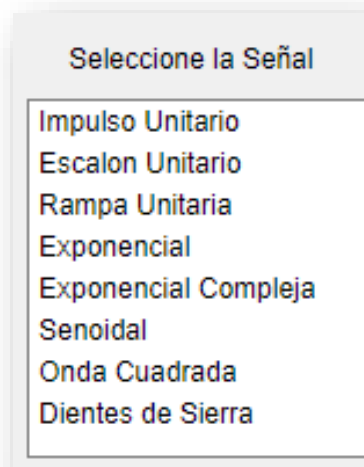 Seleccione la Señal
Impulso Unitario
Escalon Unitario
Rampa Unitaria
Exponencial
Exponencial Compleja
Senoidal
Onda Cuadrada
Dientes de Sierra